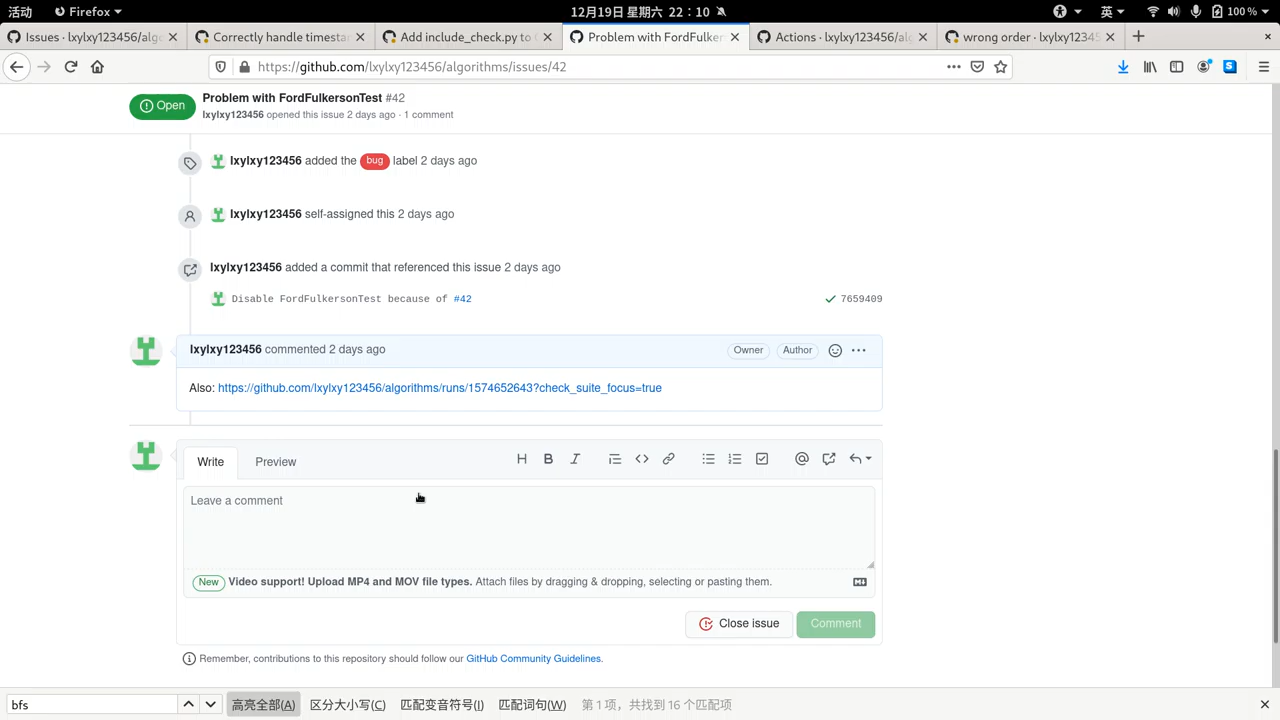 活动 Firefox 12月19日 星期六 22：10 英 100 %
Issues · lxylxy123456/algo Correctly handle timesta Add include_check.py to C Problem with FordFulker Actions · lxylxy123456/al wrong order · lxylxy12345
https://github.com/lxylxy123456/algorithms/issues/42
Open
Problem with FordFulkersonTest #42
lxylxy123456 opened this issue 2 days ago · 1 comment
lxylxy123456 added the bug label 2 days ago
lxylxy123456 self-assigned this 2 days ago
lxylxy123456 added a commit that referenced this issue 2 days ago
Disable FordFulkersonTest because of #42 7659409
lxylxy123456 commented 2 days ago Owner Author
Also: https://github.com/lxylxy123456/algorithms/runs/1574652643?check_suite_focus=true
Write Preview
Leave a comment
New Video support! Upload MP4 and MOV file types. Attach files by dragging & dropping, selecting or pasting them.
Close issue Comment
Remember, contributions to this repository should follow our GitHub Community Guidelines.
bfs 高亮全部(A) 区分大小写(C) 匹配变音符号(I) 匹配词句(W) 第 1 项，共找到 16 个匹配项